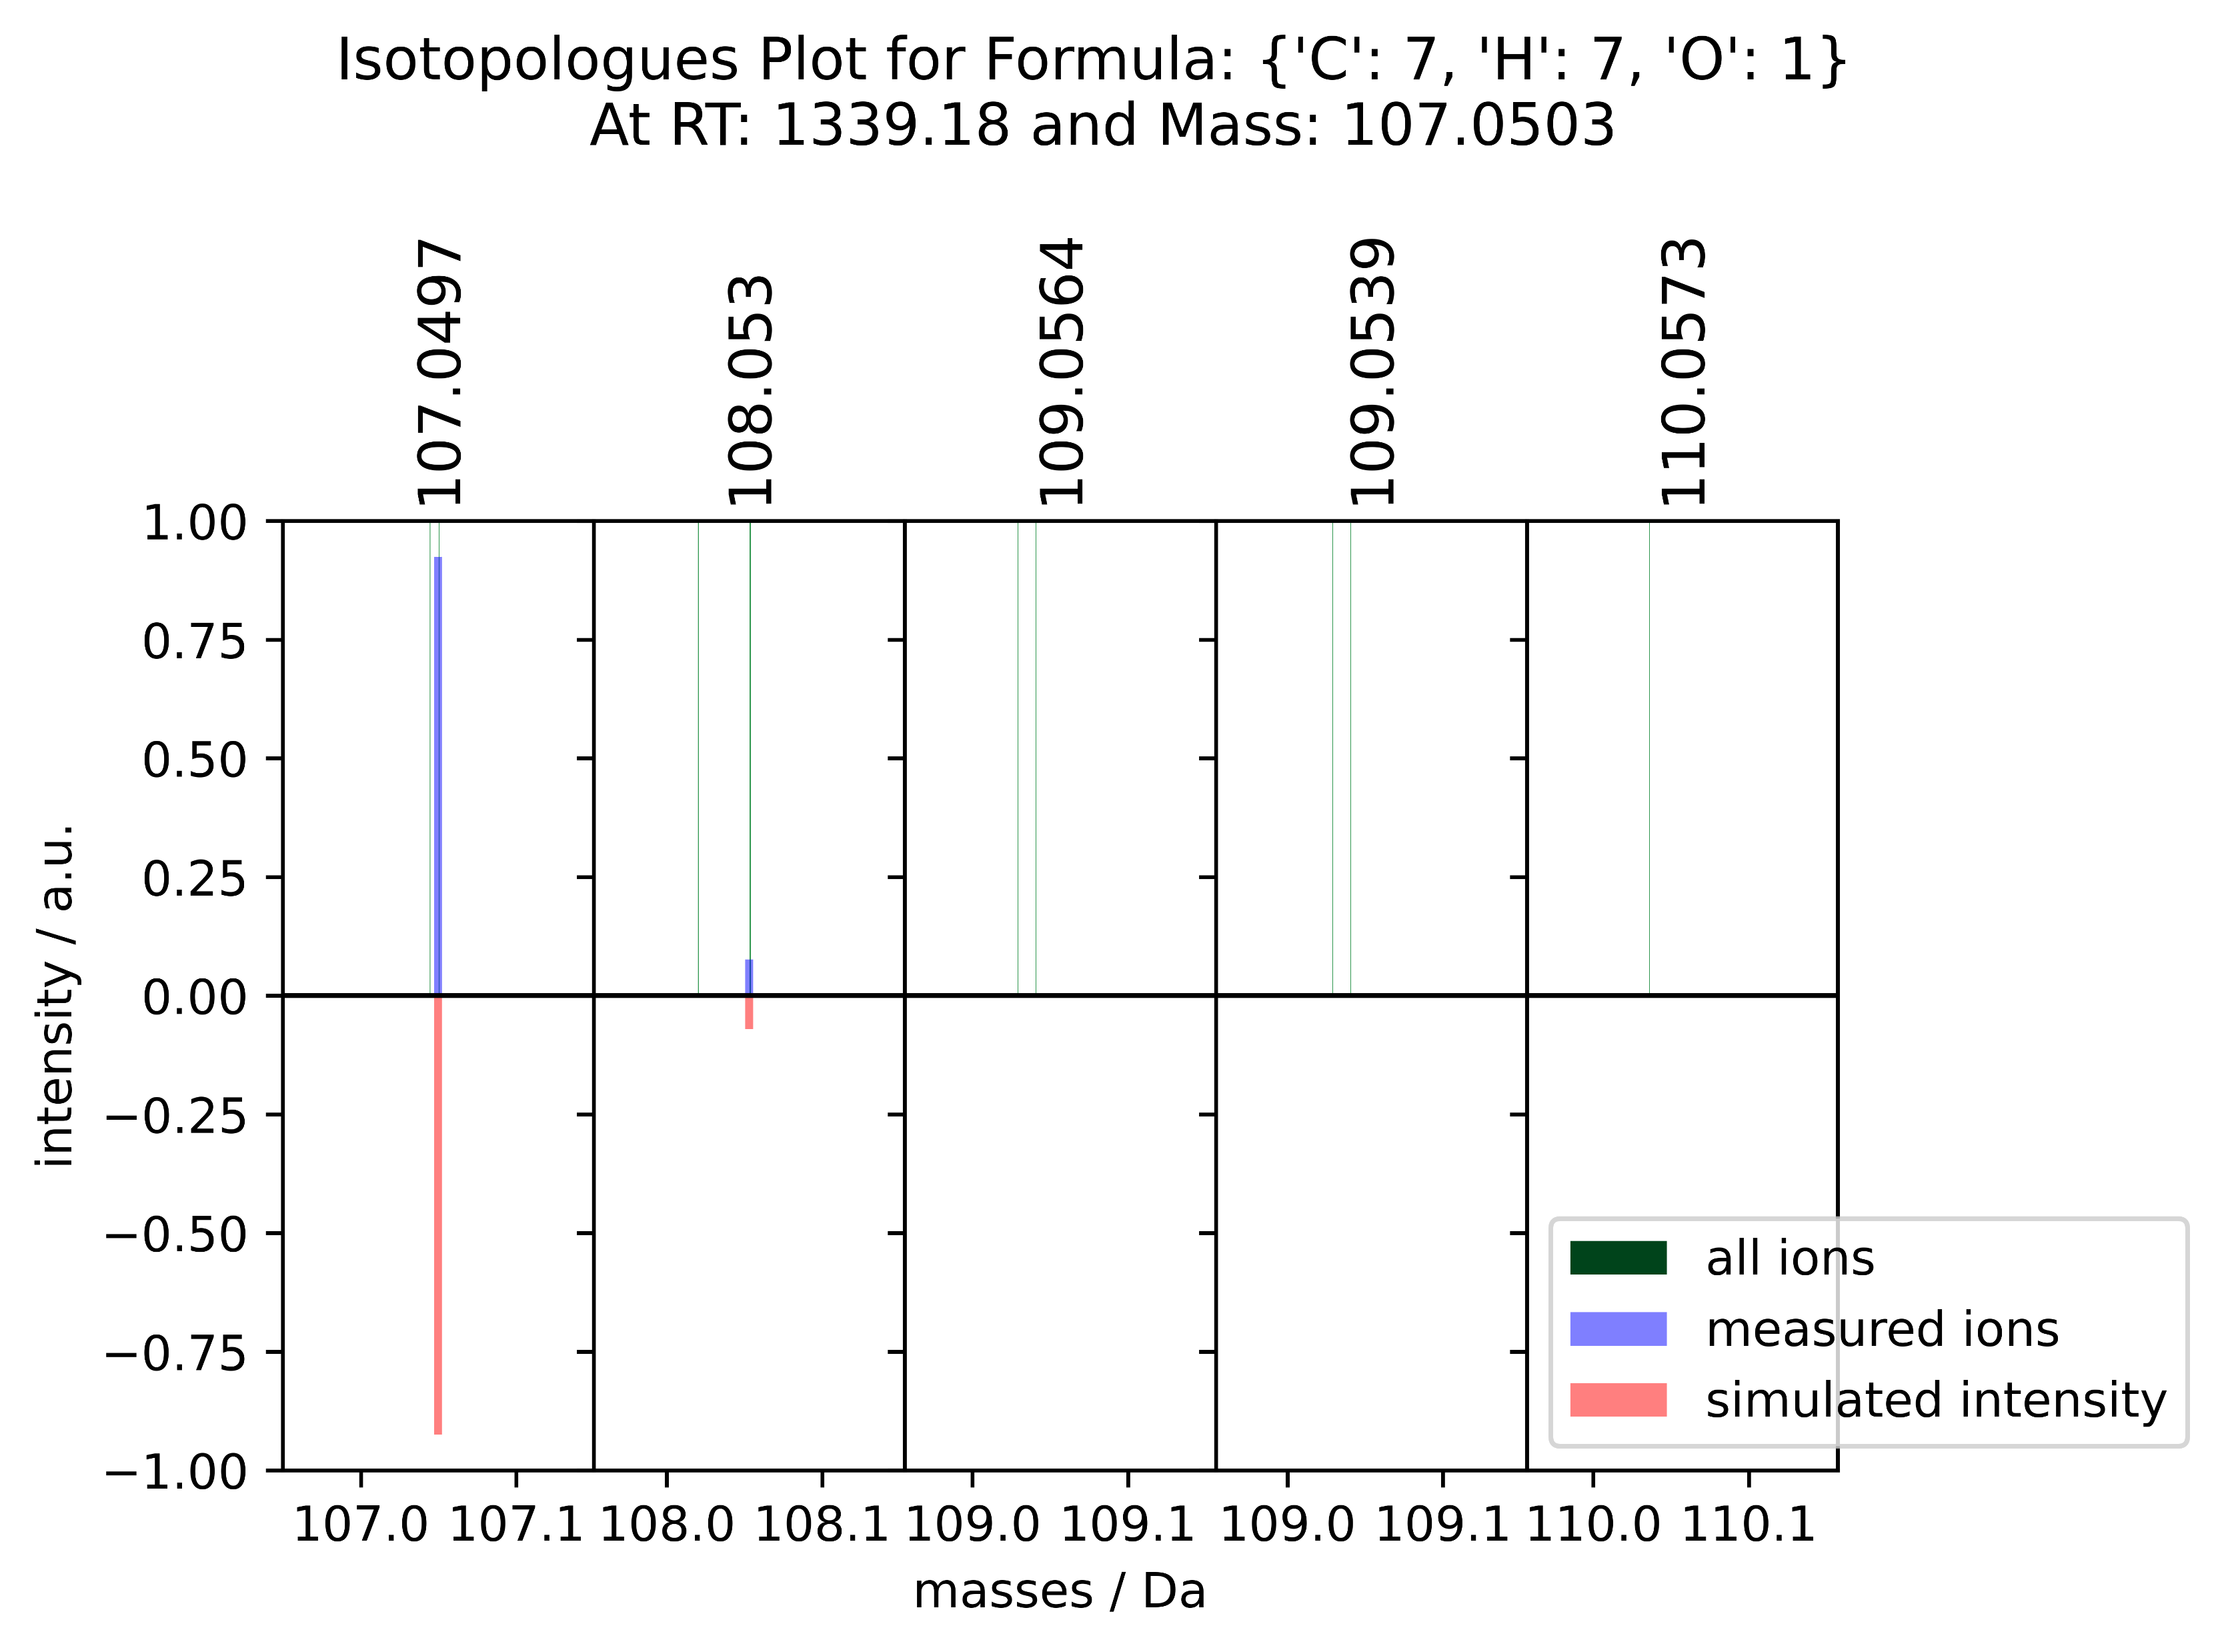 Isotopologues Plot for Formula: {'C': 7, 'H': 7, 'O': 1}
At RT: 1339.18 and Mass: 107.0503
107.0497
108.053
109.0564
109.0539
110.0573
1.00
0.75
0.50
0.25
0.00
−0.25
−0.50
−0.75
−1.00
intensity / a.u.
all ions
measured ions
simulated intensity
107.0 107.1 108.0 108.1 109.0 109.1 109.0 109.1 110.0 110.1
masses / Da